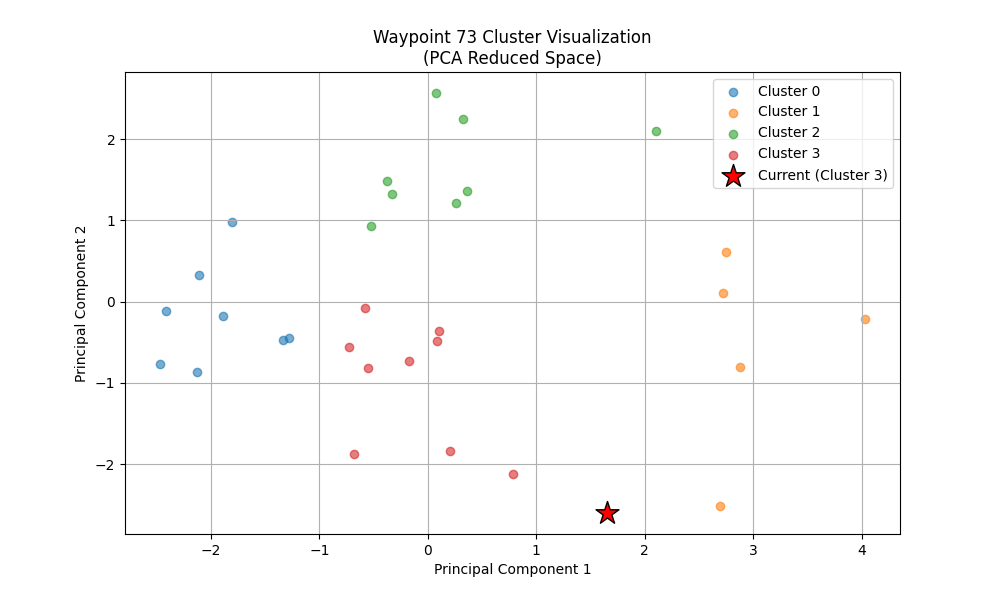 Waypoint 73 Cluster Visualization
(PCA Reduced Space)
Cluster 0
Cluster 1
Cluster 2
Cluster 3
Current (Cluster 3)
Principal Component 2
2
1
0
−1
−2
−2
−1
0
1
2
3
4
Principal Component 1